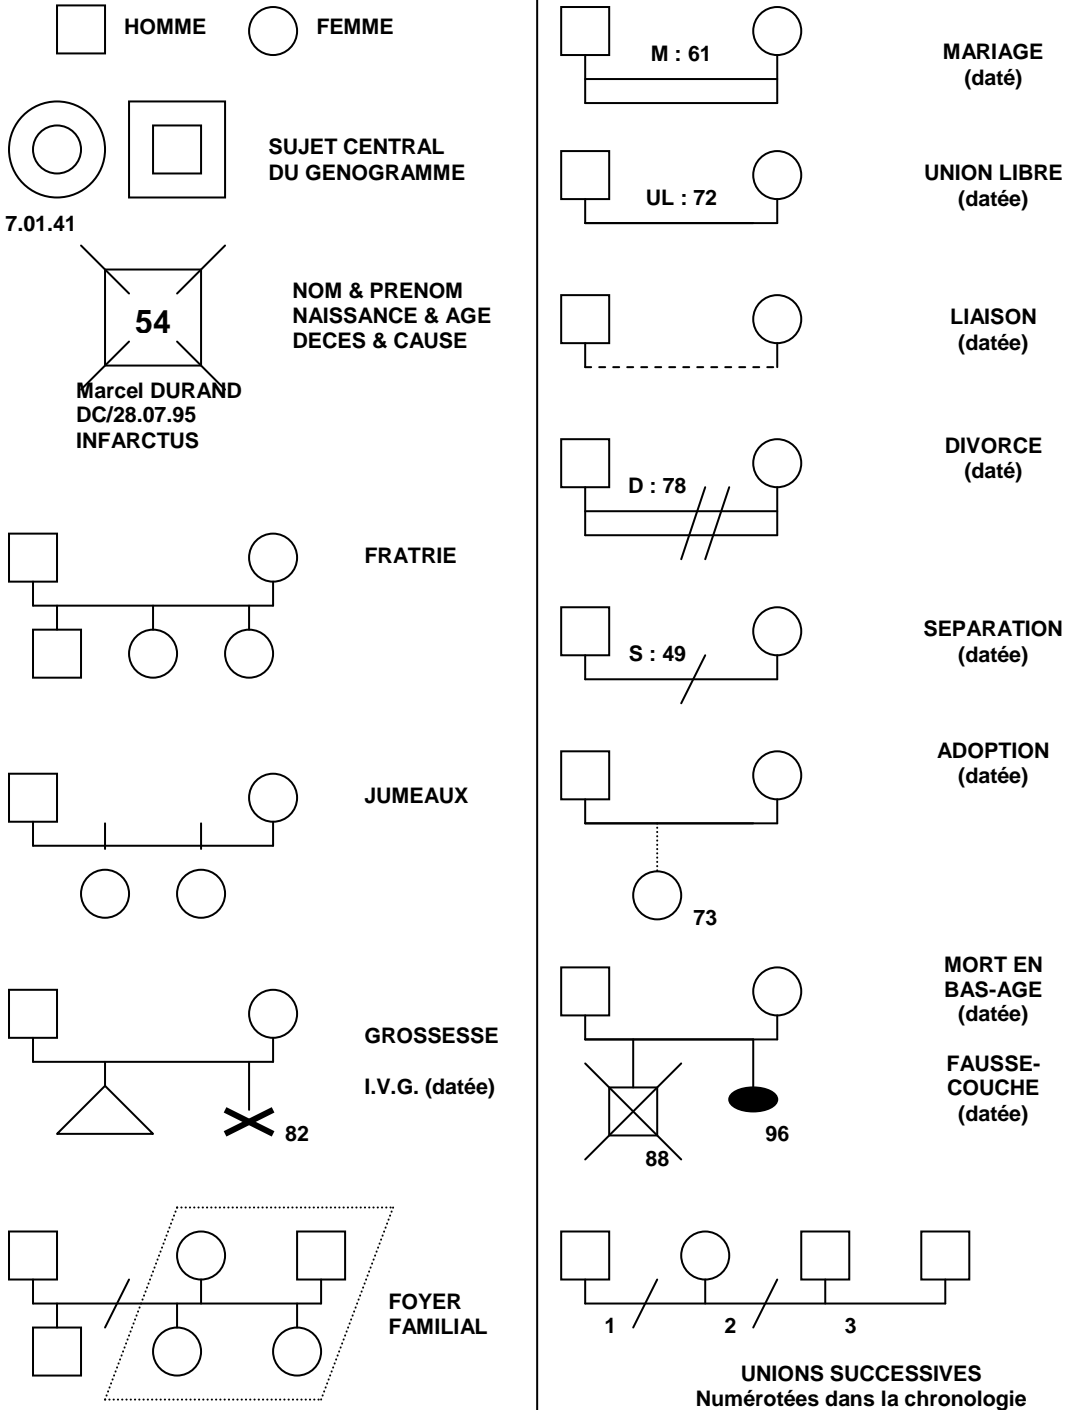 HOMME
FEMME
SUJET CENTRAL
DU GENOGRAMME
7.01.41
54
NOM & PRENOM
NAISSANCE & AGE
DECES & CAUSE
Marcel DURAND
DC/28.07.95
INFARCTUS
FRATRIE
JUMEAUX
GROSSESSE
I.V.G. (datée)
82
FOYER
FAMILIAL
M : 61
MARIAGE
(daté)
UL : 72
UNION LIBRE
(datée)
LIAISON
(datée)
D : 78
DIVORCE
(daté)
S : 49
SEPARATION
(datée)
ADOPTION
(datée)
73
MORT EN
BAS-AGE
(datée)
FAUSSE-
COUCHE
(datée)
88
96
1
2
3
UNIONS SUCCESSIVES
Numérotées dans la chronologie